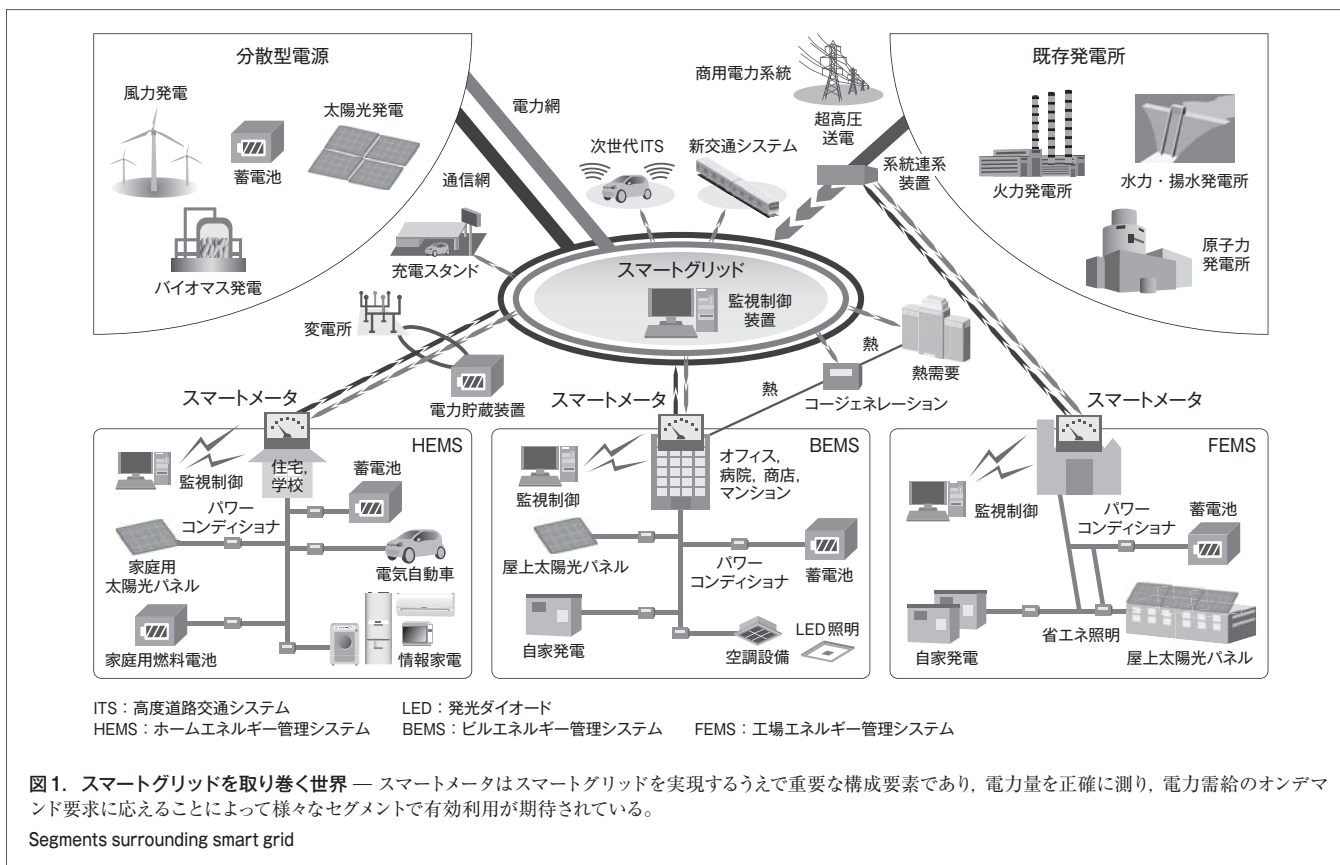 分散型電源
風力発電
太陽光発電
蓄電池
バイオマス発電
電力網
通信網
商用電力系統
超高圧
送電
系統連系
装置
既存発電所
火力発電所
水力・揚水発電所
原子力
発電所
次世代ITS
新交通システム
充電スタンド
スマートグリッド
監視制御
装置
変電所
電力貯蔵装置
熱
熱
熱需要
コージェネレーション
スマートメータ
HEMS
監視制御
住宅,
学校
蓄電池
パワー
コンディショナ
家庭用
太陽光パネル
電気自動車
家庭用燃料電池
情報家電
スマートメータ
BEMS
監視制御
オフィス,
病院, 商店,
マンション
屋上太陽光パネル
パワー
コンディショナ
蓄電池
自家発電
空調設備
LED照明
スマートメータ
FEMS
監視制御
パワー
コンディショナ
蓄電池
自家発電
省エネ照明
屋上太陽光パネル
ITS：高度道路交通システム LED：発光ダイオード
HEMS：ホームエネルギー管理システム BEMS：ビルエネルギー管理システム FEMS：工場エネルギー管理システム
図1. スマートグリッドを取り巻く世界 ― スマートメータはスマートグリッドを実現するうえで重要な構成要素であり, 電力量を正確に測り, 電力需給のオンデマ
ンド要求に応えることによって様々なセグメントで有効利用が期待されている。
Segments surrounding smart grid